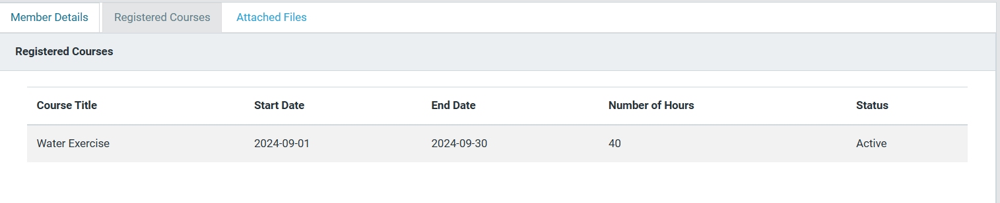 Member Details Registered Courses Attached Files
Registered Courses
Course Title Start Date End Date Number of Hours Status
Water Exercise 2024-09-01 2024-09-30 40 Active